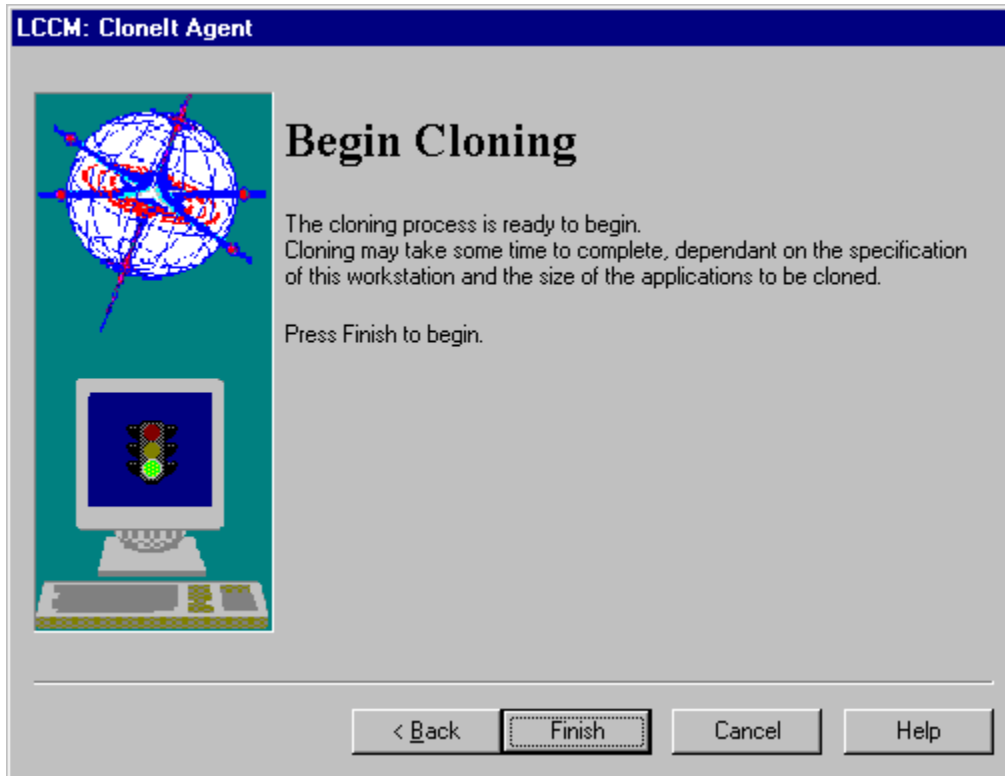 LCCM: CloneIt Agent
Begin Cloning
The cloning process is ready to begin.
Cloning may take some time to complete, dependant on the specification
of this workstation and the size of the applications to be cloned.
Press Finish to begin.
< Back
Finish
Cancel
Help